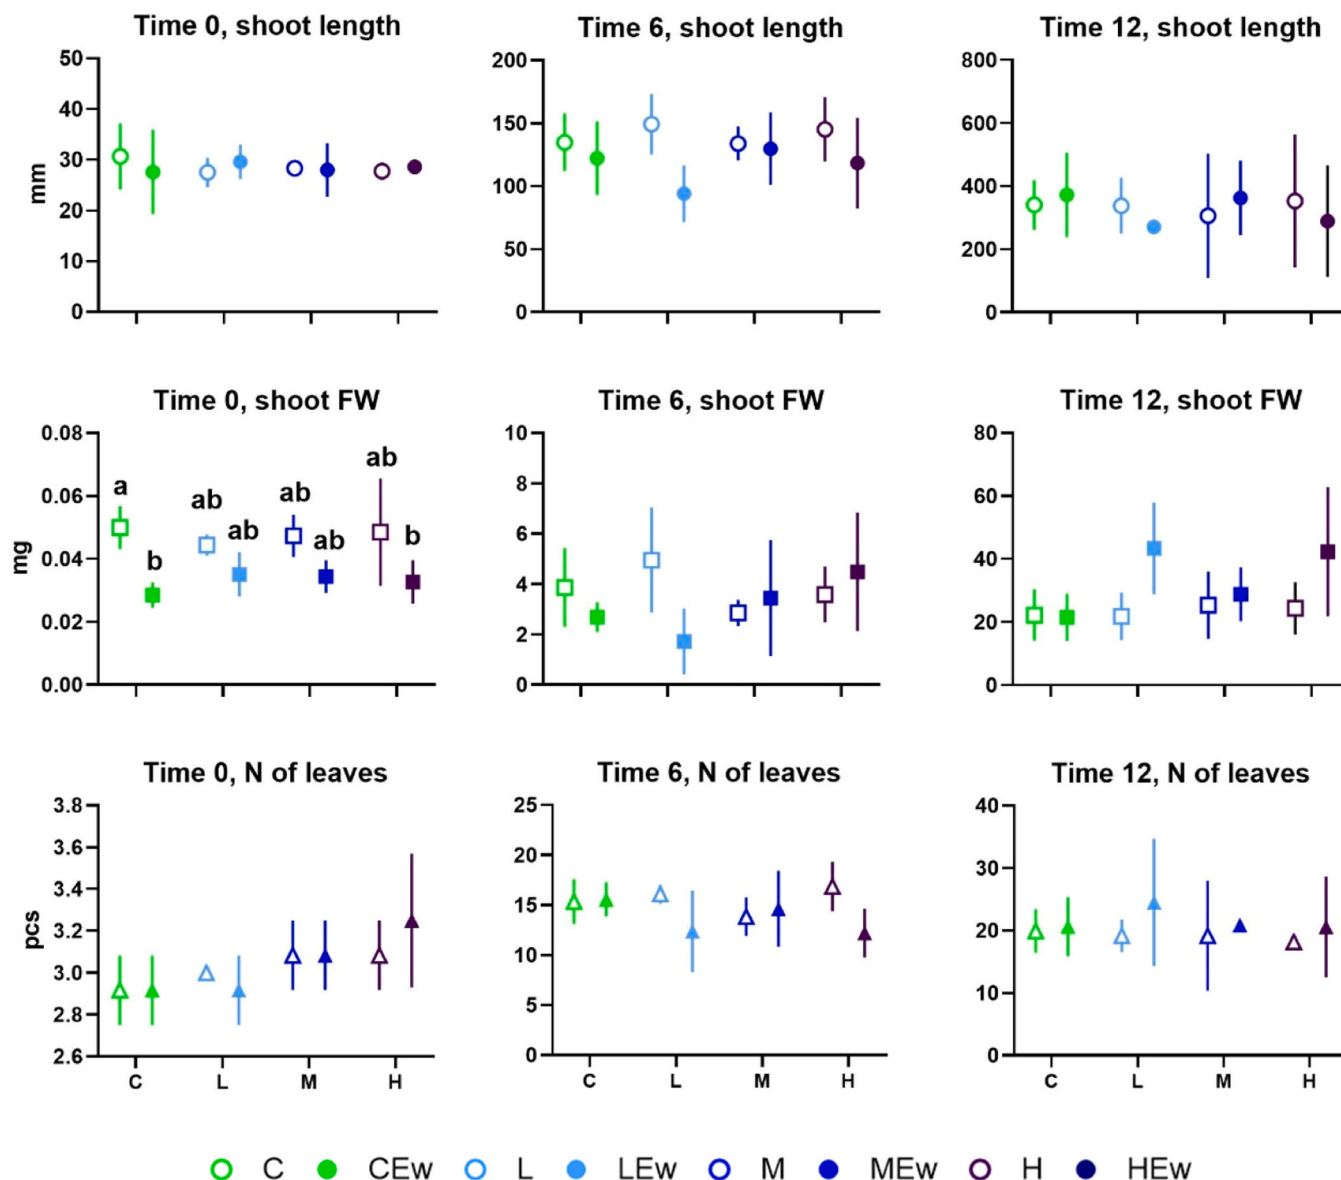 Time 0, shoot length
Time 6, shoot length
Time 12, shoot length
50
40
30
20
10
0
mm
200
150
100
50
0
800
600
400
200
0
Time 0, shoot FW
Time 6, shoot FW
Time 12, shoot FW
0.08
0.06
0.04
0.02
0.00
mg
a
b
ab
ab
ab
ab
ab
b
10
8
6
4
2
0
80
60
40
20
0
Time 0, N of leaves
Time 6, N of leaves
Time 12, N of leaves
3.8
3.6
3.4
3.2
3.0
2.8
2.6
pcs
C L M H
25
20
15
10
5
0
C L M H
40
30
20
10
0
C L M H
C CEw L LEw M MEw H HEw